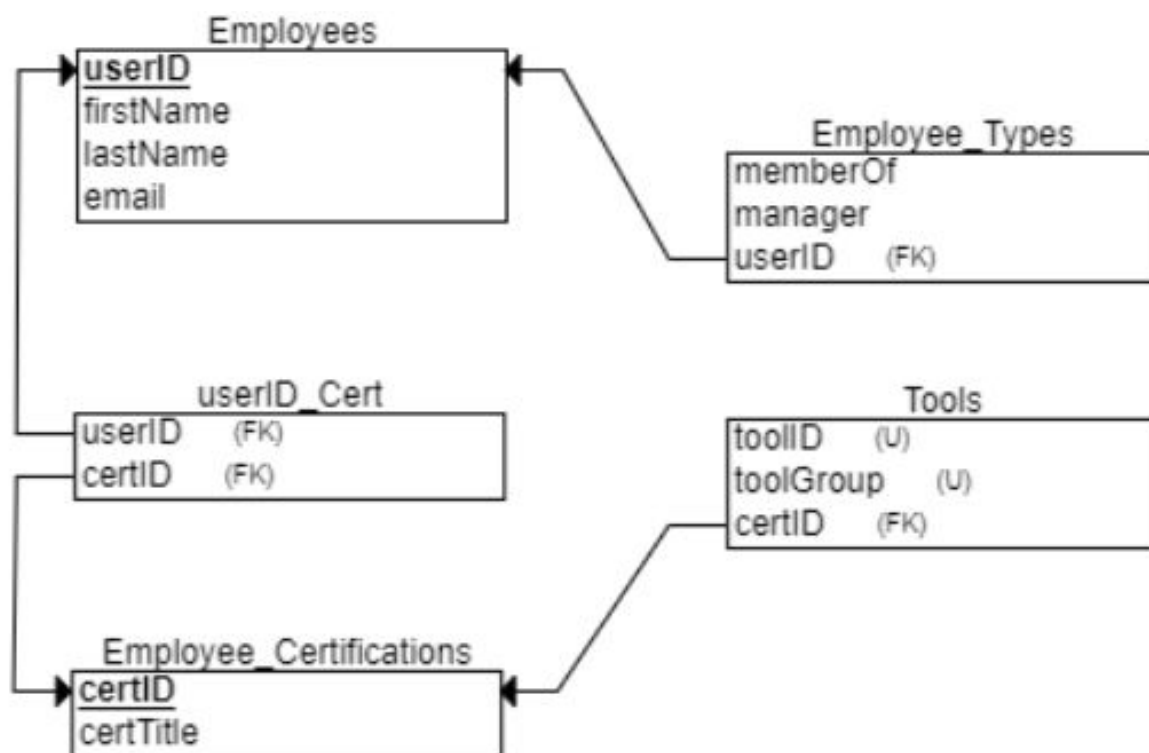 Employees
userID
firstName
lastName
email
Employee_Types
memberOf
manager
userID (FK)
userID_Cert
userID (FK)
certID (FK)
Tools
toolID (U)
toolGroup (U)
certID (FK)
Employee_Certifications
certID
certTitle